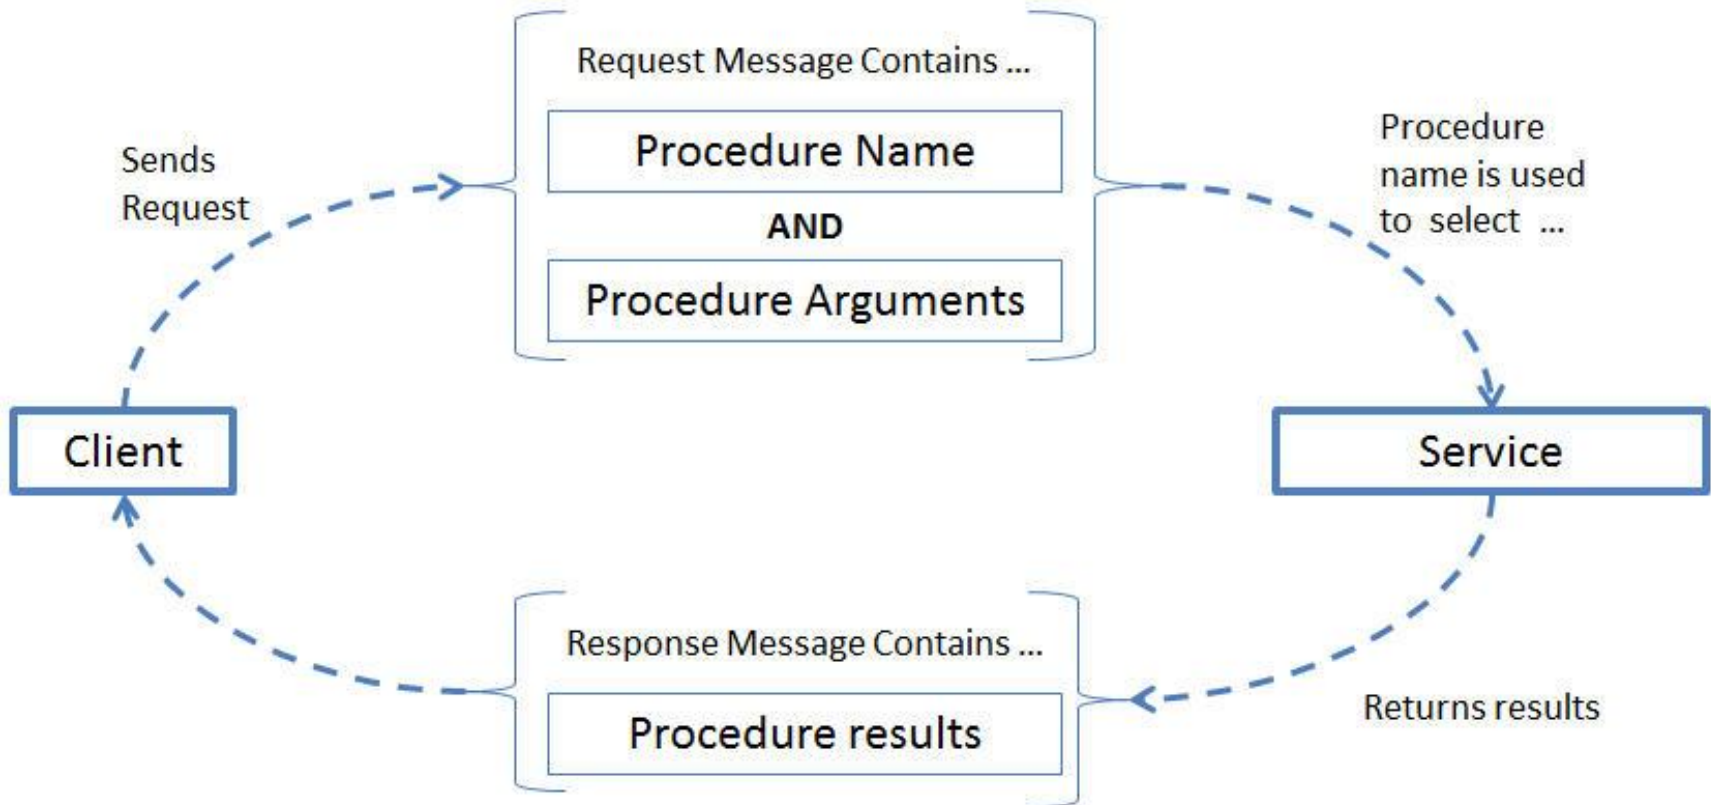 Request Message Contains ...
Procedure Name
AND
Procedure Arguments
Sends
Request
Procedure
name is used
to select ...
Client
Service
Response Message Contains ...
Procedure results
Returns results